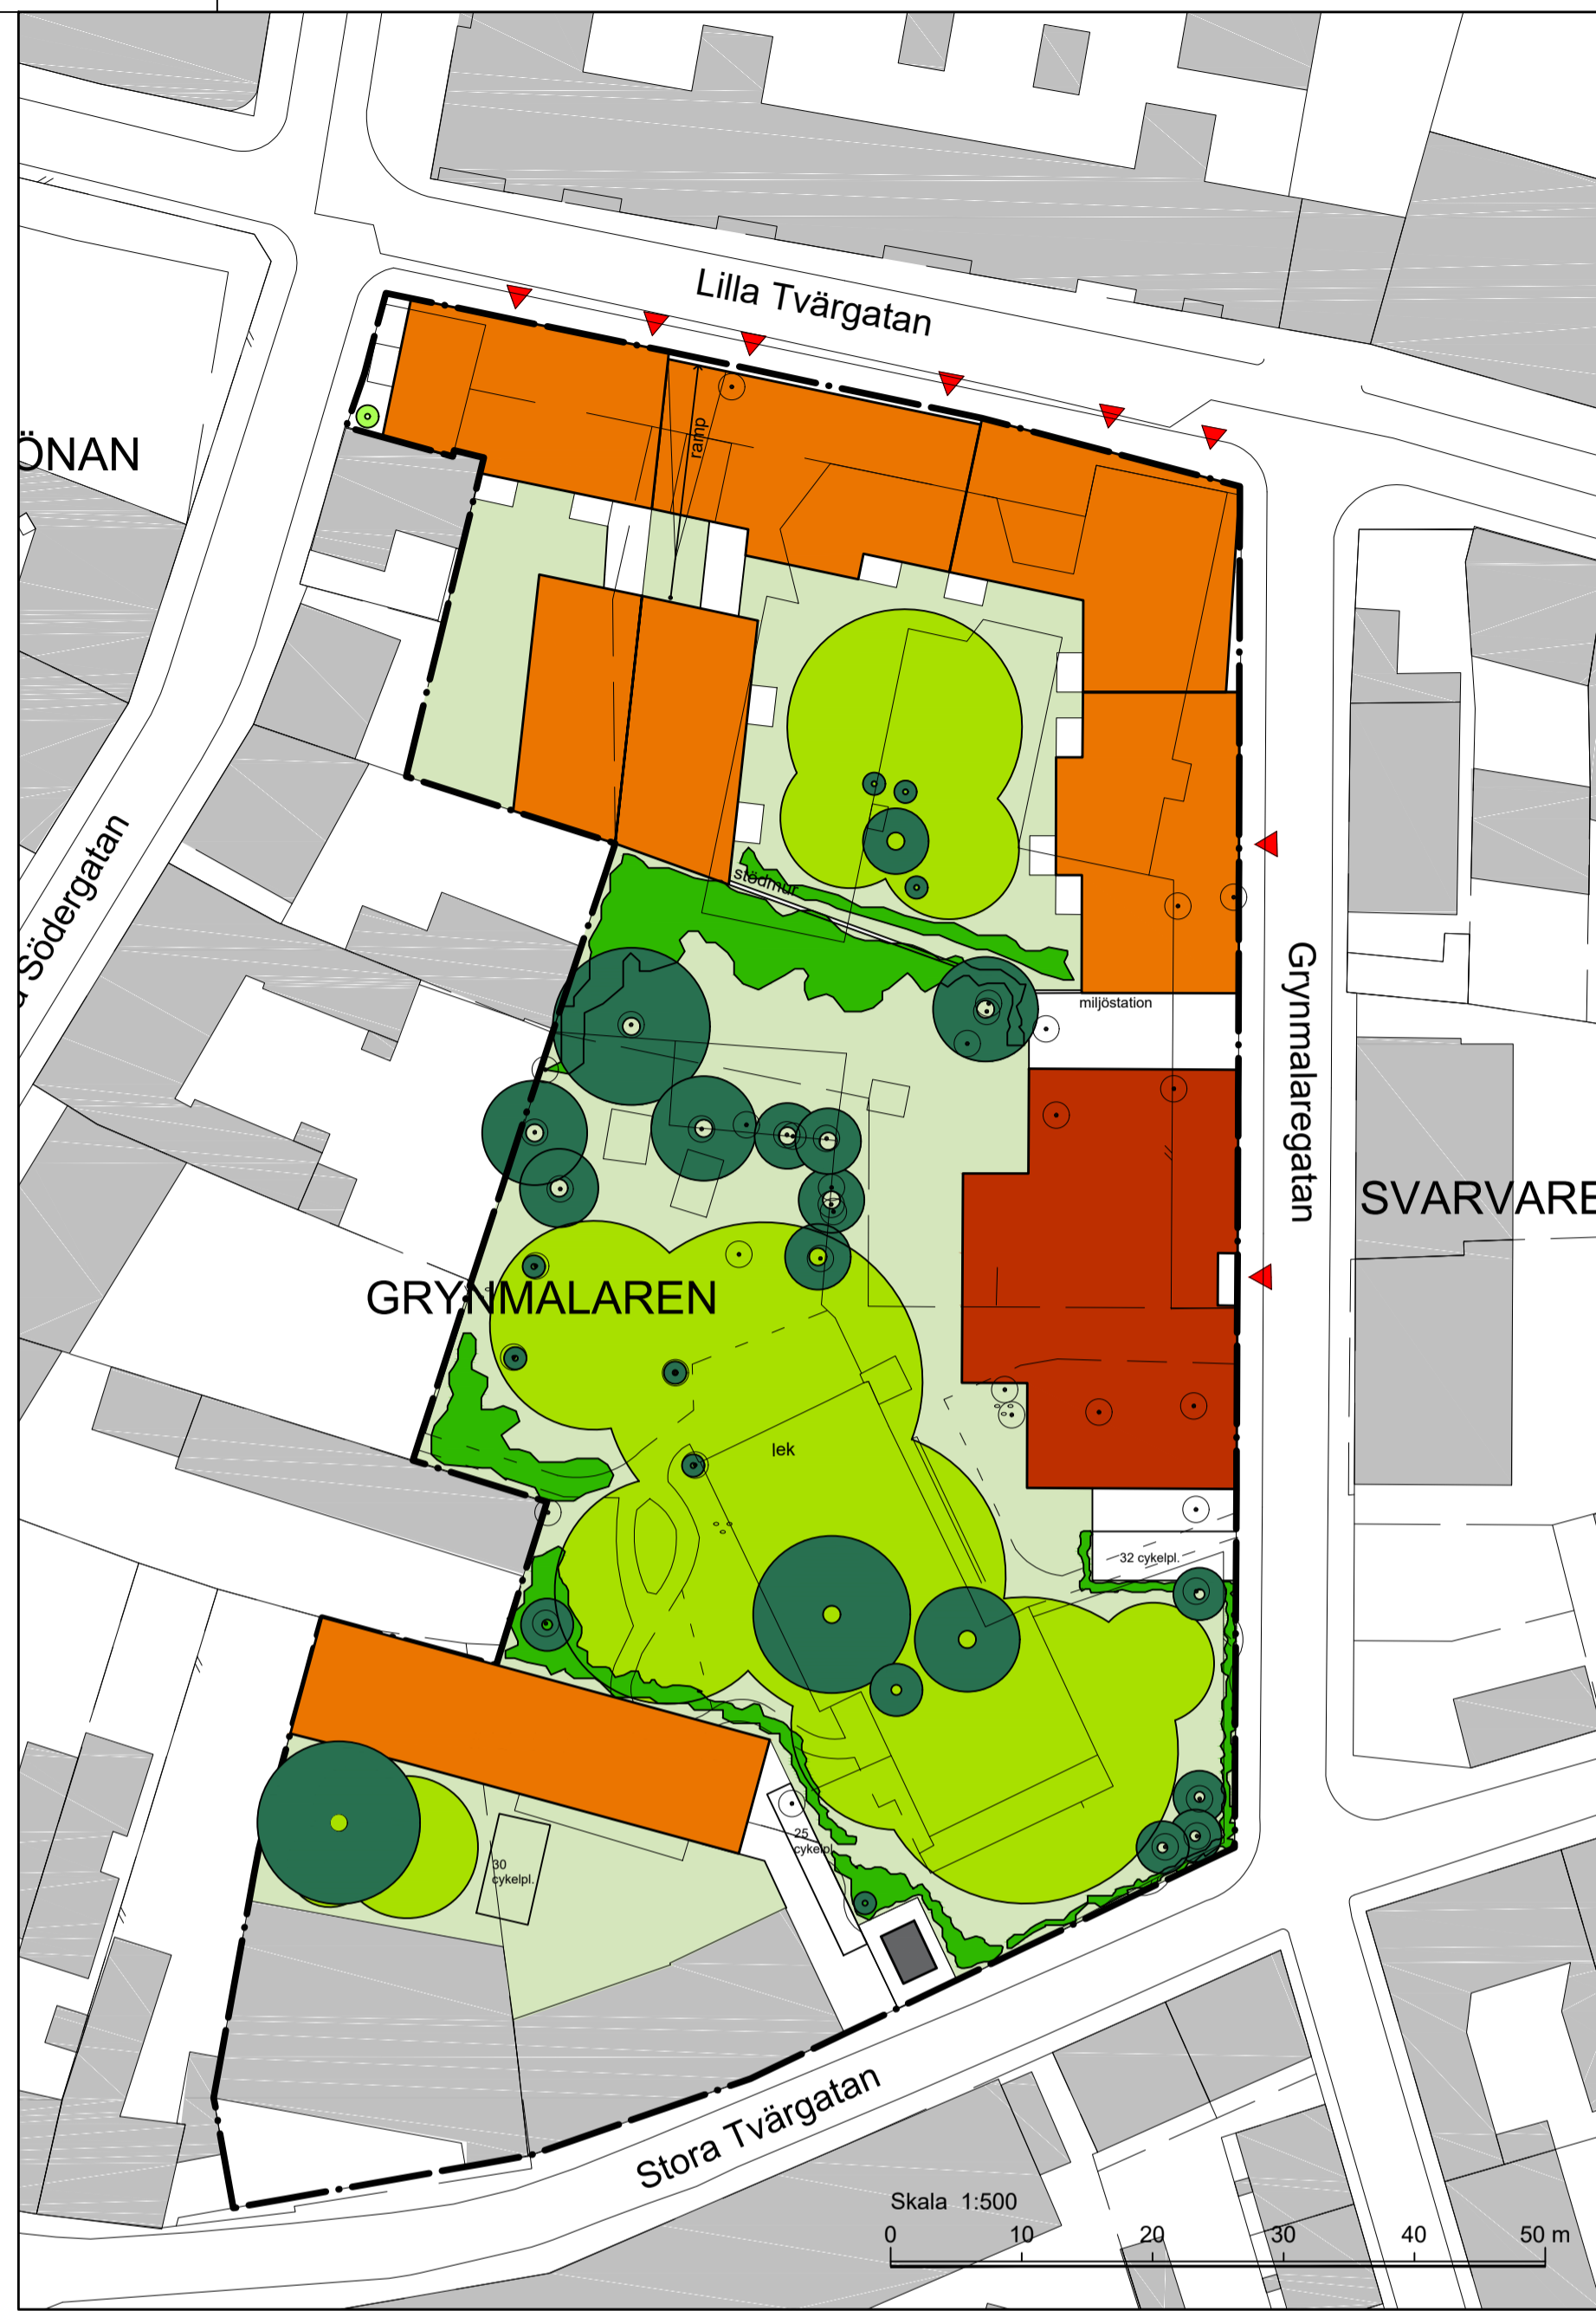 Lilla Tvärgatan
ramp
ÖNAN
Södergatan
stödmur
miljöstation
Grynmalaregatan
SVARVARE
GRYNMALAREN
lek
32 cykelpl.
25
cykelpl.
30
cykelpl.
Stora Tvärgatan
Skala 1:500
0 10 20 30 40 50 m